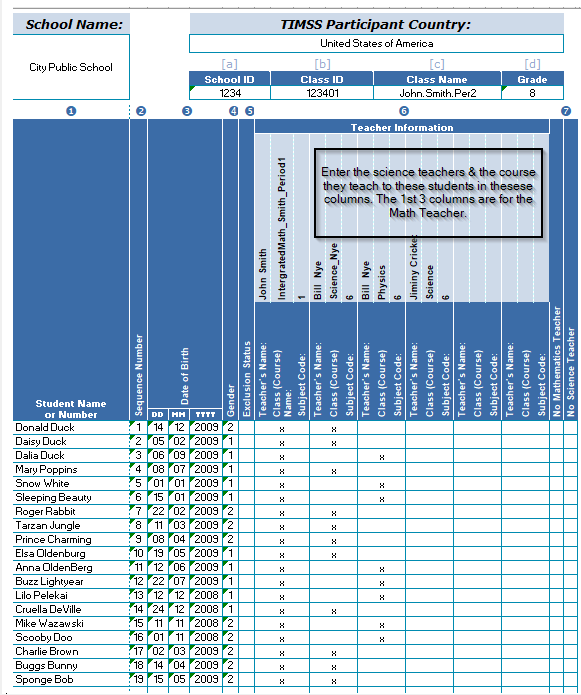 School Name:
TIMSS Participant Country:
City Public School
United States of America
[a] [b] [c] [d]
School ID Class ID Class Name Grade
1234 123401 John.Smith.Per2 8
1 2 3 4 5 6 7
Teacher Information
Enter the science teachers & the course
they teach to these students in thesese
columns. The 1st 3 columns are for the
Math Teacher.
John Smith
IntergratedMath_Smith_Period1
1
Bill Nye
Science_Nye
6
Bill Nye
Physics
6
Jiminy Cricke
Science
6
Student Name
or Number
Sequence Number
Date of Birth
DD MM YYYY
Gender
Exclusion Status
Teacher's Name:
Class (Course)
Name:
Subject Code:
Teacher's Name:
Class (Course)
Subject Code:
Teacher's Name:
Class (Course)
Subject Code:
Teacher's Name:
Class (Course)
Subject Code:
Teacher's Name:
Class (Course)
Subject Code:
Teacher's Name:
Class (Course)
Subject Code:
No Mathematics Teacher
No Science Teacher
Donald Duck 1 14 12 2009 2 x x
Daisy Duck 2 05 02 2009 1 x x
Dalia Duck 3 06 09 2009 1 x x
Mary Poppins 4 08 07 2009 1 x x
Snow White 5 01 01 2009 1 x x
Sleeping Beauty 6 15 01 2009 1 x x
Roger Rabbit 7 22 02 2009 2 x x
Tarzan Jungle 8 11 03 2009 2 x x
Prince Charming 9 08 04 2009 2 x x
Elsa Oldenburg 10 19 05 2009 1 x x
Anna OldenBerg 11 12 06 2009 1 x x
Buzz Lightyear 12 22 07 2009 1 x x
Lilo Pelekai 13 12 12 2008 1 x x
Cruella DeVille 14 24 12 2008 1 x x
Mike Wazawski 15 11 11 2008 2 x x
Scooby Doo 16 01 11 2008 2 x x
Charlie Brown 17 02 03 2009 2 x x
Buggs Bunny 18 14 04 2009 2 x x
Sponge Bob 19 15 05 2009 2 x x